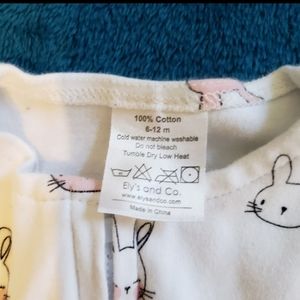 100% Cotton
6-12 m
Cold water machine washable
Do not bleach
Tumble Dry Low Heat
Ely's and Co.
www.elysandco.com
Made in China